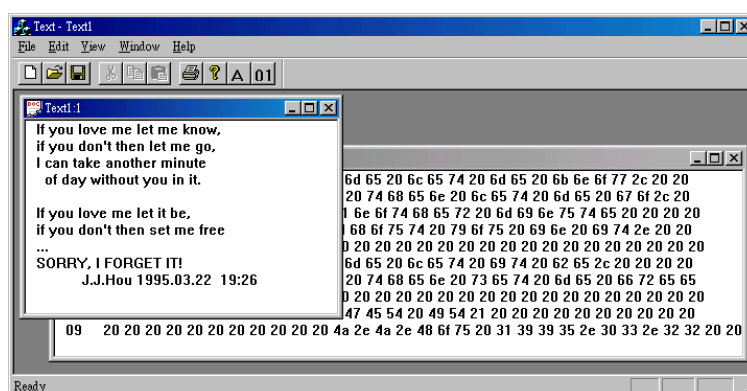 Text - Text1
File Edit View Window Help
A 01
Text1:1
If you love me let me know,
if you don't then let me go,
I can take another minute
of day without you in it.
If you love me let it be,
if you don't then set me free
...
SORRY, I FORGET IT!
J.J.Hou 1995.03.22 19:26
6d 65 20 6c 65 74 20 6d 65 20 6b 6e 6f 77 2c 20 20
20 74 68 65 6e 20 6c 65 74 20 6d 65 20 67 6f 2c 20
6e 6f 74 68 65 72 20 6d 69 6e 75 74 65 20 20 20 20
68 6f 75 74 20 79 6f 75 20 69 6e 20 69 74 2e 20 20
20 20 20 20 20 20 20 20 20 20 20 20 20 20 20 20 20
6d 65 20 6c 65 74 20 69 74 20 62 65 2c 20 20 20 20
20 74 68 65 6e 20 73 65 74 20 6d 65 20 66 72 65 65
20 20 20 20 20 20 20 20 20 20 20 20 20 20 20 20 20
47 45 54 20 49 54 21 20 20 20 20 20 20 20 20 20 20
09 20 20 20 20 20 20 20 20 20 20 4a 2e 4a 2e 48 6f 75 20 31 39 39 35 2e 30 33 2e 32 32 20 20
Ready